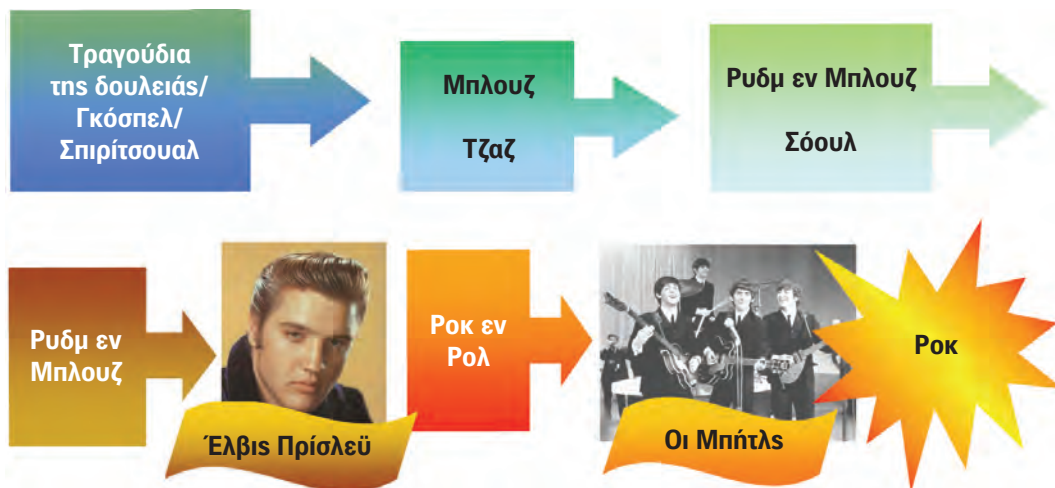 Τραγούδια
της δουλειάς/
Γκόσπελ/
Σπιρίτσουαλ
Μπλουζ
Τζαζ
Ρυδμ εν Μπλουζ
Σόουλ
Ρυδμ εν
Μπλουζ
Έλβις Πρίσλεϋ
Ροκ εν
Ρολ
Οι Μπήτλς
Ροκ